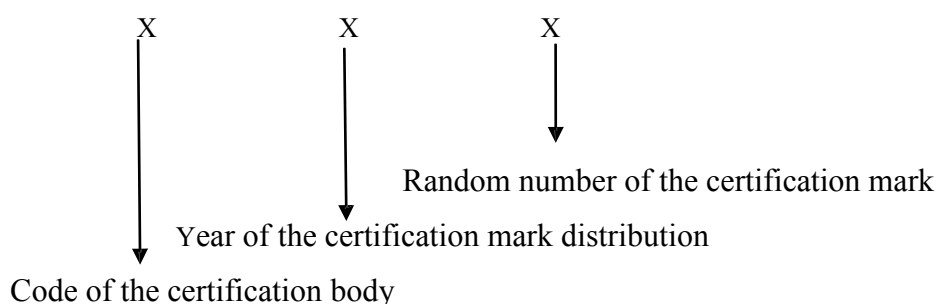 X X X
Random number of the certification mark
Year of the certification mark distribution
Code of the certification body